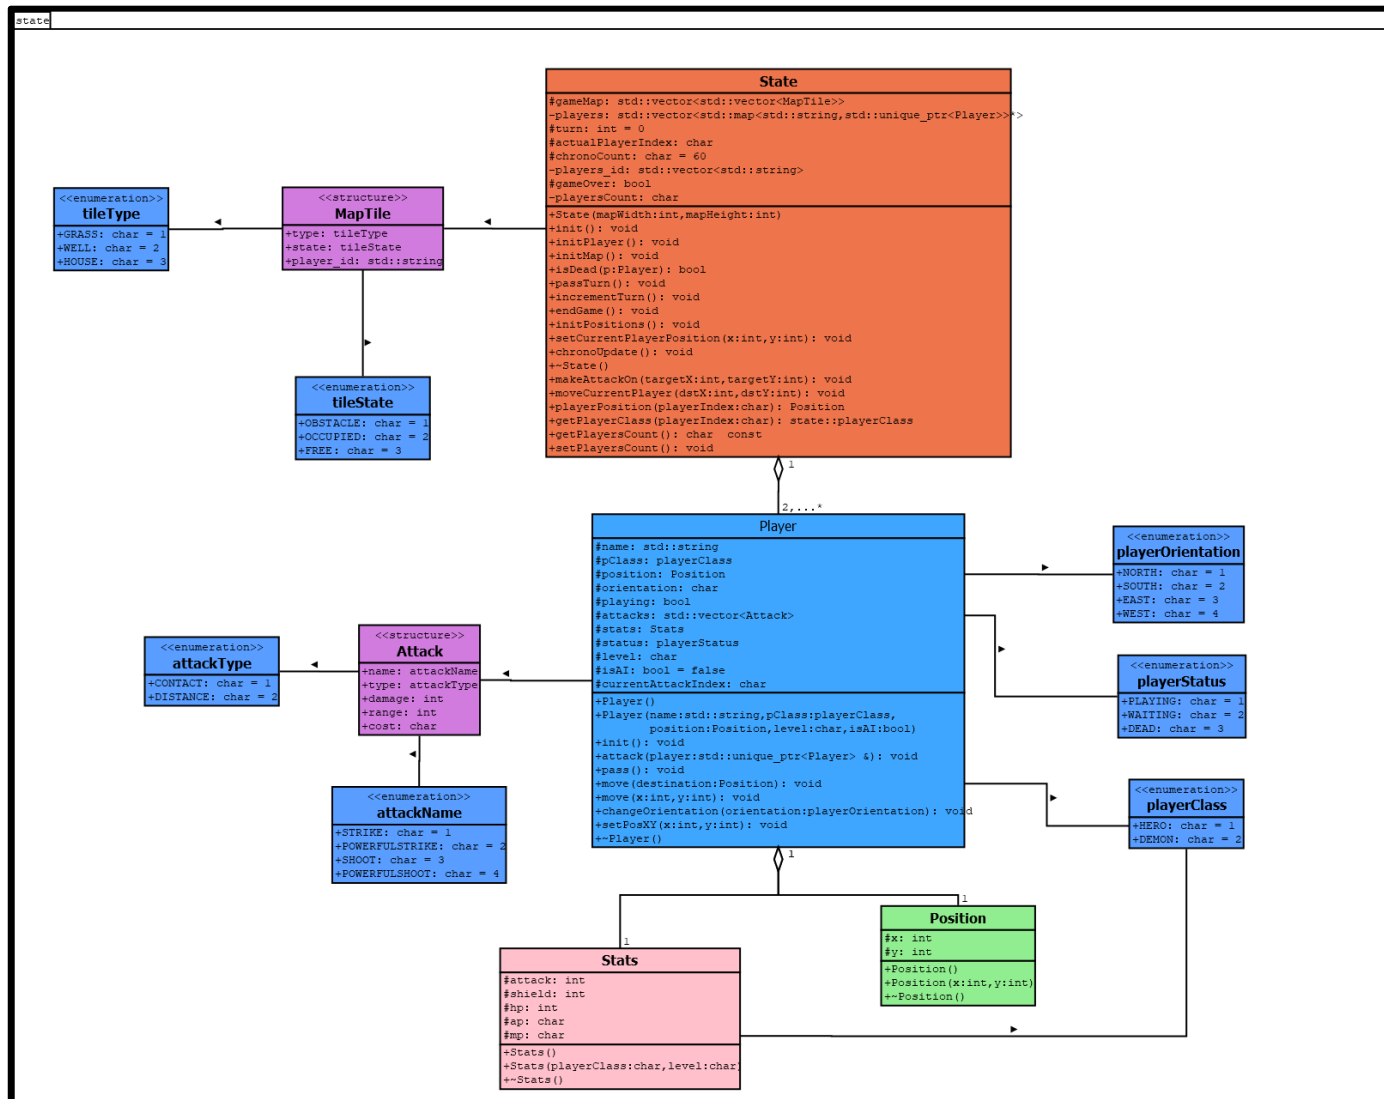 state
State
#gameMap: std::vector<std::vector<MapTile>>
-players: std::vector<std::map<std::string,std::unique_ptr<Player>>*>
#turn: int = 0
#actualPlayerIndex: char
#chronoCount: char = 60
-players_id: std::vector<std::string>
#gameOver: bool
-playersCount: char
+State(mapWidth:int,mapHeight:int)
+init(): void
+initPlayer(): void
+initMap(): void
+isDead(p:Player): bool
+passTurn(): void
+incrementTurn(): void
+endGame(): void
+initPositions(): void
+setCurrentPlayerPosition(x:int,y:int): void
+chronoUpdate(): void
+~State()
+makeAttackOn(targetX:int,targetY:int): void
+moveCurrentPlayer(dstX:int,dstY:int): void
+playerPosition(playerIndex:char): Position
+getPlayerClass(playerIndex:char): state::playerClass
+getPlayersCount(): char const
+setPlayersCount(): void
<<enumeration>>
tileType
+GRASS: char = 1
+WELL: char = 2
+HOUSE: char = 3
<<structure>>
MapTile
+type: tileType
+state: tileState
+player_id: std::string
<<enumeration>>
tileState
+OBSTACLE: char = 1
+OCCUPIED: char = 2
+FREE: char = 3
1
2,...*
Player
#name: std::string
#pClass: playerClass
#position: Position
#orientation: char
#playing: bool
#attacks: std::vector<Attack>
#stats: Stats
#status: playerStatus
#level: char
#isAI: bool = false
#currentAttackIndex: char
+Player()
+Player(name:std::string,pClass:playerClass,
position:Position,level:char,isAI:bool)
+init(): void
+attack(player:std::unique_ptr<Player> &): void
+pass(): void
+move(destination:Position): void
+move(x:int,y:int): void
+changeOrientation(orientation:playerOrientation): void
+setPosXY(x:int,y:int): void
+~Player()
<<enumeration>>
playerOrientation
+NORTH: char = 1
+SOUTH: char = 2
+EAST: char = 3
+WEST: char = 4
<<enumeration>>
playerStatus
+PLAYING: char = 1
+WAITING: char = 2
+DEAD: char = 3
<<enumeration>>
playerClass
+HERO: char = 1
+DEMON: char = 2
<<enumeration>>
attackType
+CONTACT: char = 1
+DISTANCE: char = 2
<<structure>>
Attack
+name: attackName
+type: attackType
+damage: int
+range: int
+cost: char
<<enumeration>>
attackName
+STRIKE: char = 1
+POWERFULSTRIKE: char = 2
+SHOOT: char = 3
+POWERFULSHOOT: char = 4
1
1
1
Position
#x: int
#y: int
+Position()
+Position(x:int,y:int)
+~Position()
Stats
#attack: int
#shield: int
#hp: int
#ap: char
#mp: char
+Stats()
+Stats(playerClass:char,level:char)
+~Stats()